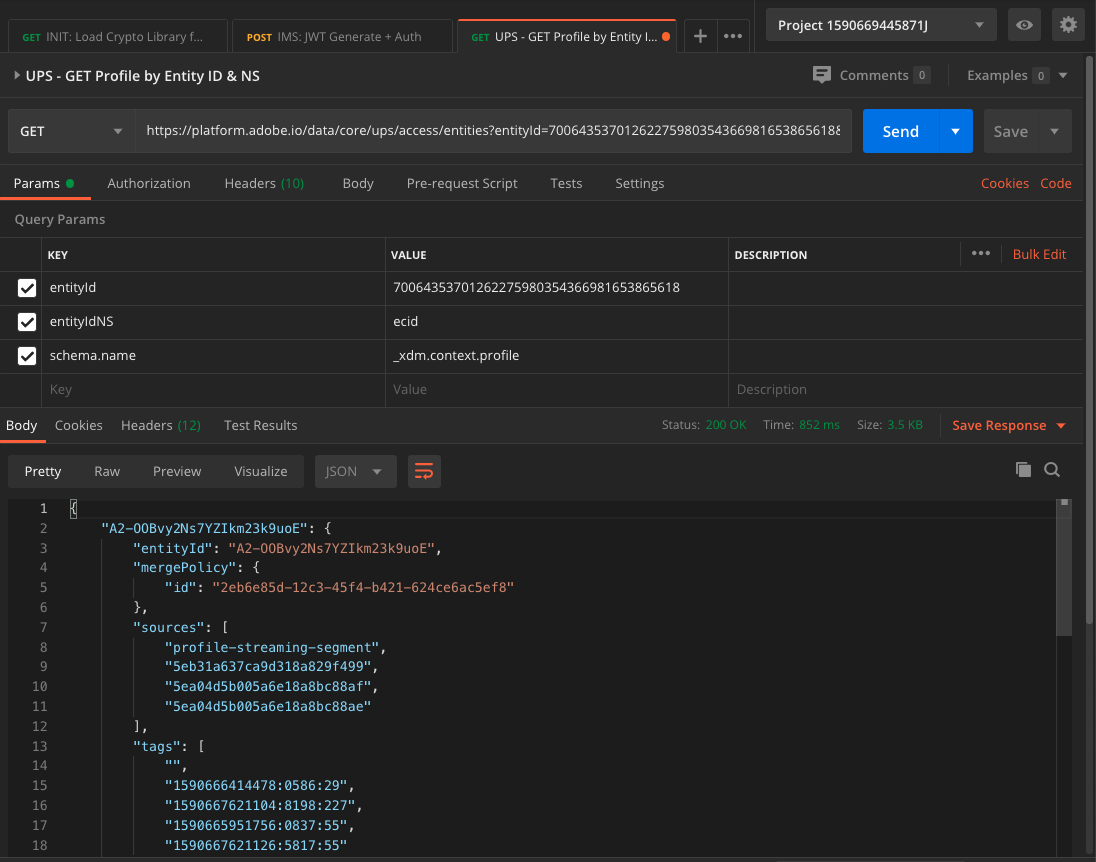 GET INIT: Load Crypto Library f...
POST IMS: JWT Generate + Auth
GET UPS - GET Profile by Entity I...
Project 1590669445871J
UPS - GET Profile by Entity ID & NS
Comments 0
Examples 0
GET
https://platform.adobe.io/data/core/ups/access/entities?entityId=70064353701262275980354366981653865618&
Send
Save
Params
Authorization
Headers (10)
Body
Pre-request Script
Tests
Settings
Cookies
Code
Query Params
KEY VALUE DESCRIPTION ••• Bulk Edit
entityId 70064353701262275980354366981653865618
entityIdNS ecid
schema.name _xdm.context.profile
Key Value Description
Body Cookies Headers (12) Test Results Status: 200 OK Time: 852 ms Size: 3.5 KB Save Response
Pretty Raw Preview Visualize JSON
1 {
2 "A2-OOBvy2Ns7YZIkm23k9uoE": {
3 "entityId": "A2-OOBvy2Ns7YZIkm23k9uoE",
4 "mergePolicy": {
5 "id": "2eb6e85d-12c3-45f4-b421-624ce6ac5ef8"
6 },
7 "sources": [
8 "profile-streaming-segment",
9 "5eb31a637ca9d318a829f499",
10 "5ea04d5b005a6e18a8bc88af",
11 "5ea04d5b005a6e18a8bc88ae"
12 ],
13 "tags": [
14 "",
15 "1590666414478:0586:29",
16 "1590667621104:8198:227",
17 "1590665951756:0837:55",
18 "1590667621126:5817:55"